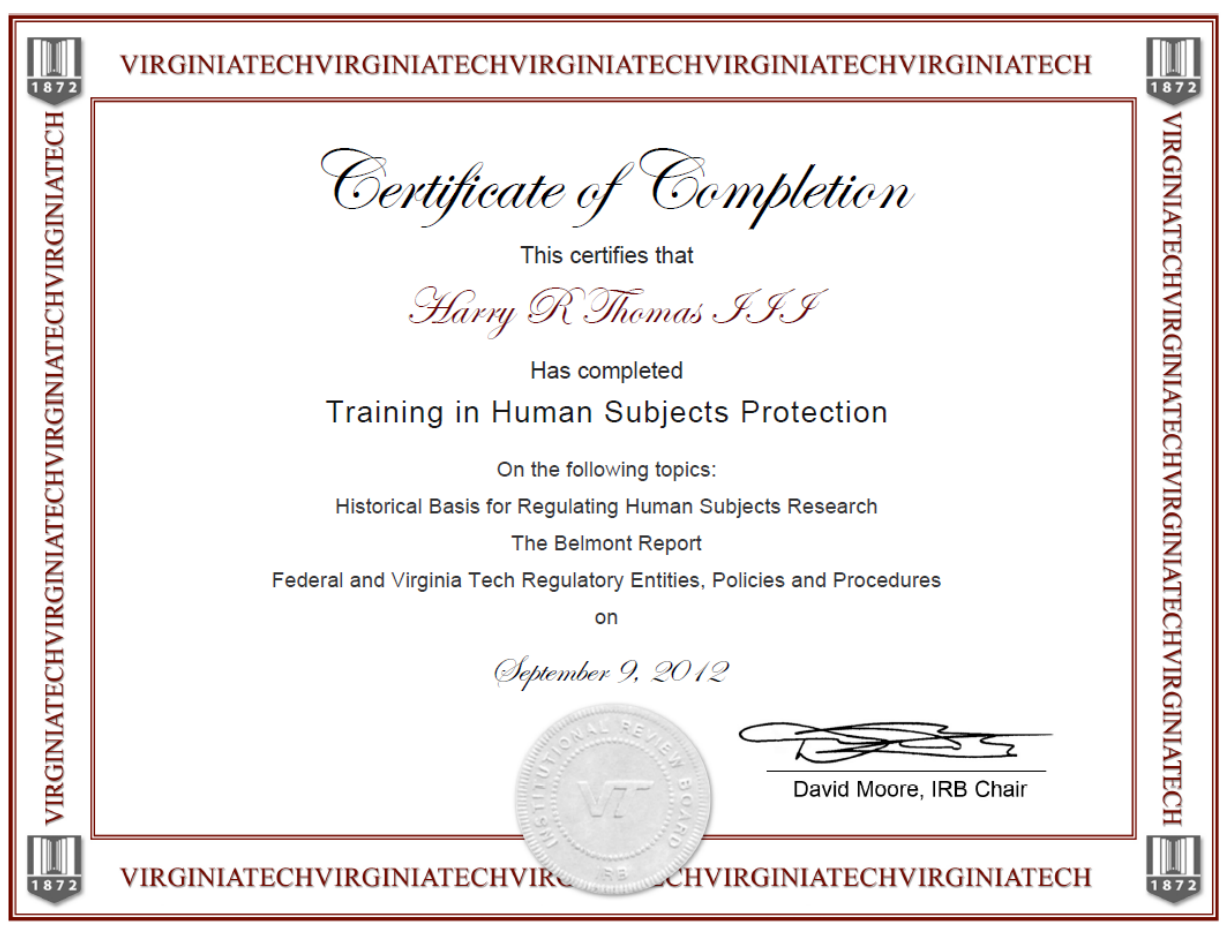 VIRGINIATECHVIRGINIATECHVIRGINIATECHVIRGINIATECHVIRGINIATECH
1872
1872
VIRGINIATECHVIRGINIATECHVIRGINIATECHVIRGININIATECH
VIRGINIATECHVIRGINIATECHVIRGINIATECHVIRGINIATECH
Certificate of Completion
This certifies that
Harry R Thomas III
Has completed
Training in Human Subjects Protection
On the following topics:
Historical Basis for Regulating Human Subjects Research
The Belmont Report
Federal and Virginia Tech Regulatory Entities, Policies and Procedures
on
September 9, 2012
INSTITUTIONAL REVIEW BOARD
VT
IRB
David Moore, IRB Chair
1872
1872
VIRGINIATECHVIRGINIATECHVIRG
CHVIRGINIATECHVIRGINIATECH